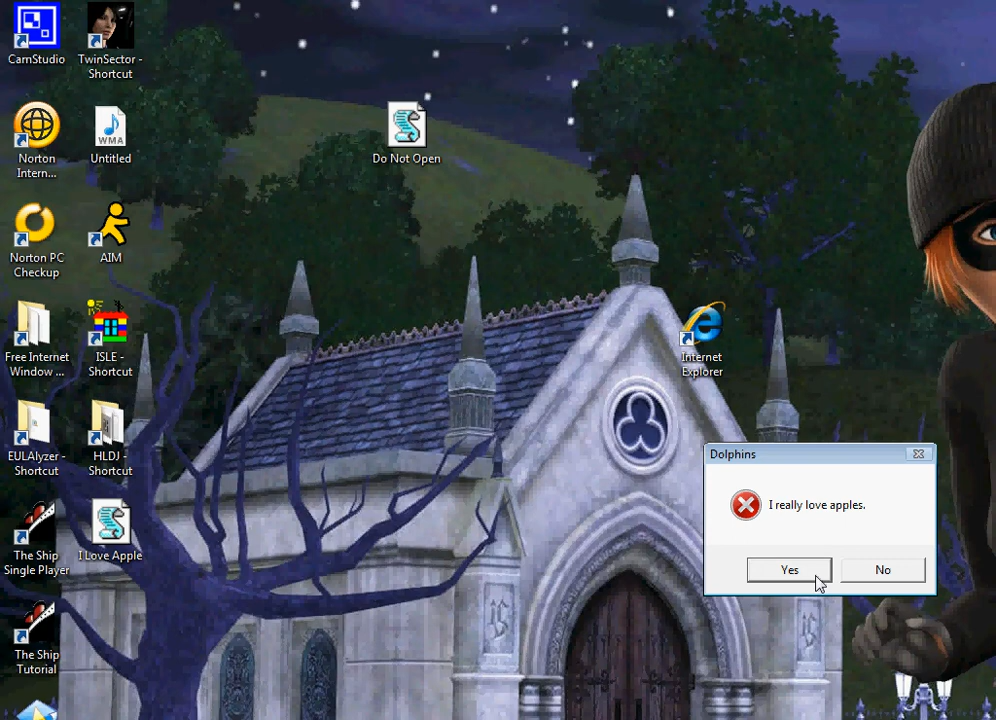 CamStudio
TwinSector -
Shortcut
Norton
Intern...
WMA
Untitled
Do Not Open
Norton PC
Checkup
AIM
Free Internet
Window ...
ISLE -
Shortcut
Internet
Explorer
EULAlyzer -
Shortcut
HLDJ -
Shortcut
Dolphins
I really love apples.
Yes
No
The Ship
Single Player
I Love Apple
The Ship
Tutorial